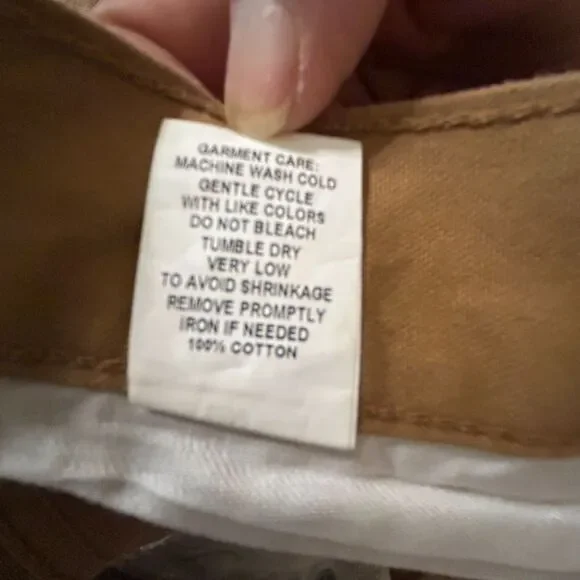 GARMENT CARE:
MACHINE WASH COLD
GENTLE CYCLE
WITH LIKE COLORS
DO NOT BLEACH
TUMBLE DRY
VERY LOW
TO AVOID SHRINKAGE
REMOVE PROMPTLY
IRON IF NEEDED
100% COTTON